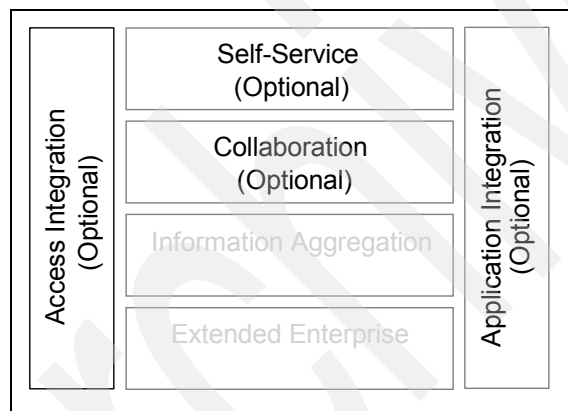 Access Integration
(Optional)
Self-Service
(Optional)
Collaboration
(Optional)
Information Aggregation
Extended Enterprise
Application Integration
(Optional)